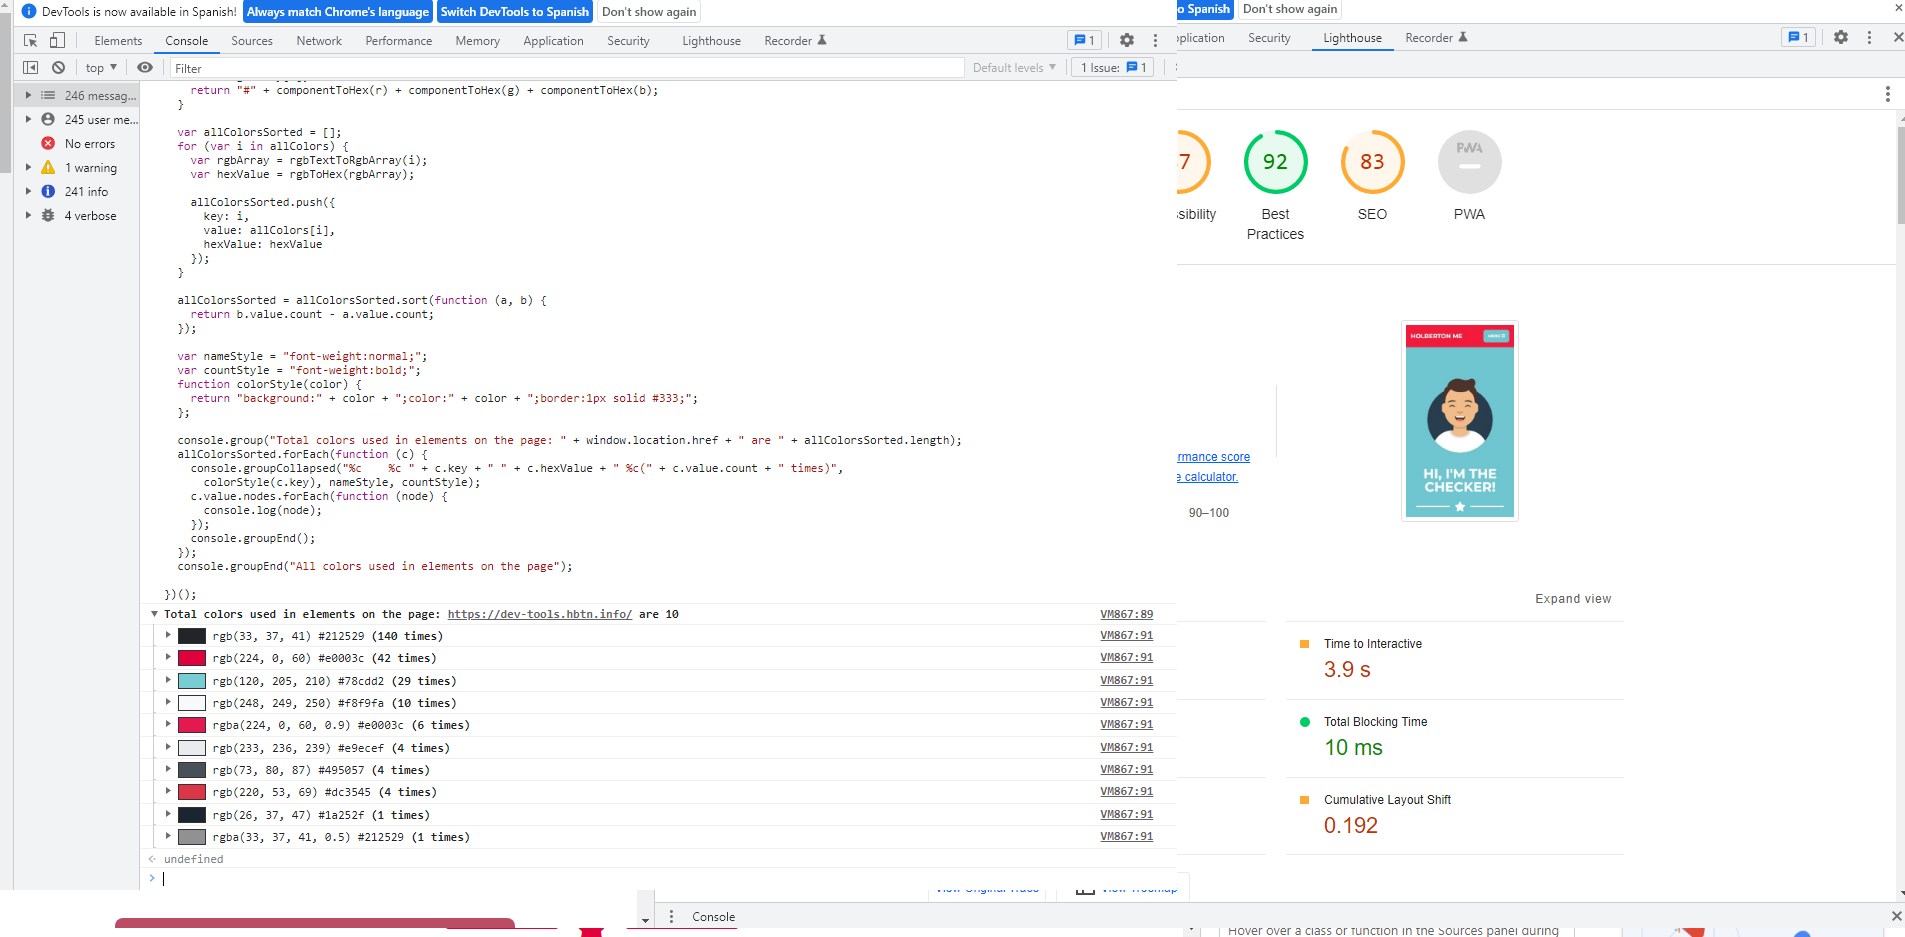 DevTools is now available in Spanish! Always match Chrome's language Switch DevTools to Spanish Don't show again
Elements Console Sources Network Performance Memory Application Security Lighthouse Recorder 1
top Filter Default levels 1 Issue: 1
246 messag...
245 user me...
No errors
1 warning
241 info
4 verbose
return "#" + componentToHex(r) + componentToHex(g) + componentToHex(b);
}
var allColorsSorted = [];
for (var i in allColors) {
var rgbArray = rgbTextToRgbArray(i);
var hexValue = rgbToHex(rgbArray);
allColorsSorted.push({
key: i,
value: allColors[i],
hexValue: hexValue
});
}
allColorsSorted = allColorsSorted.sort(function (a, b) {
return b.value.count - a.value.count;
});
var nameStyle = "font-weight:normal;";
var countStyle = "font-weight:bold;";
function colorStyle(color) {
return "background:" + color + ";color:" + color + ";border:1px solid #333;";
};
console.group("Total colors used in elements on the page: " + window.location.href + " are " + allColorsSorted.length);
allColorsSorted.forEach(function (c) {
console.groupCollapsed("%c    %c " + c.key + " " + c.hexValue + " %c(" + c.value.count + " times)",
colorStyle(c.key), nameStyle, countStyle);
c.value.nodes.forEach(function (node) {
console.log(node);
});
console.groupEnd();
});
console.groupEnd("All colors used in elements on the page");
})();
Total colors used in elements on the page: https://dev-tools.hbtn.info/ are 10 VM867:89
rgb(33, 37, 41) #212529 (140 times) VM867:91
rgb(224, 0, 60) #e0003c (42 times) VM867:91
rgb(120, 205, 210) #78cdd2 (29 times) VM867:91
rgb(248, 249, 250) #f8f9fa (10 times) VM867:91
rgba(224, 0, 60, 0.9) #e0003c (6 times) VM867:91
rgb(233, 236, 239) #e9ecef (4 times) VM867:91
rgb(73, 80, 87) #495057 (4 times) VM867:91
rgb(220, 53, 69) #dc3545 (4 times) VM867:91
rgb(26, 37, 47) #1a252f (1 times) VM867:91
rgba(33, 37, 41, 0.5) #212529 (1 times) VM867:91
undefined
o Spanish Don't show again
plication Security Lighthouse Recorder 1
7 92 83 PWA
sibility Best Practices SEO PWA
HOLBERTON ME
HI, I'M THE
CHECKER!
rmance score
e calculator.
90–100
Expand view
Time to Interactive
3.9 s
Total Blocking Time
10 ms
Cumulative Layout Shift
0.192
View Original Trace View Treemap
Console
Hover over a class or function in the Sources panel during